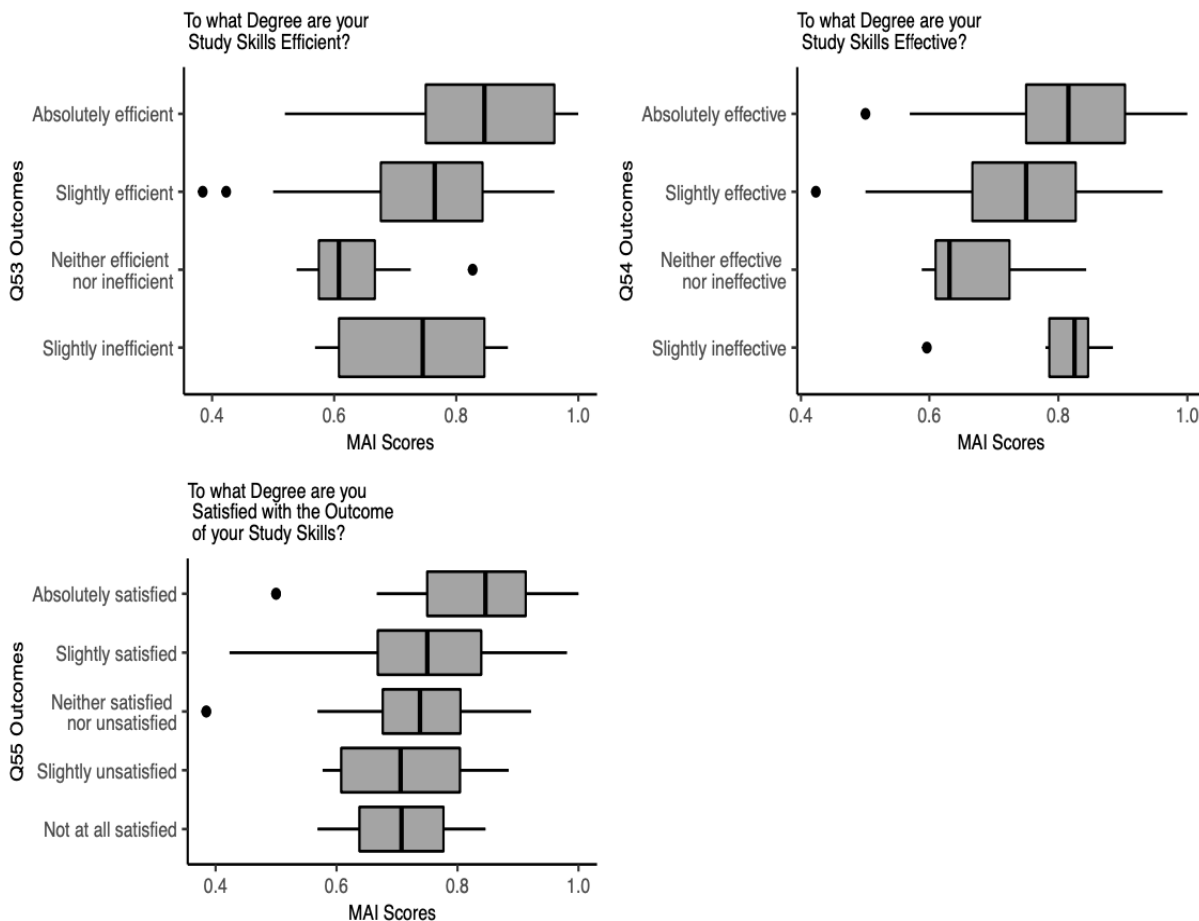 To what Degree are your
Study Skills Efficient?
Q53 Outcomes
Absolutely efficient
Slightly efficient
Neither efficient
nor inefficient
Slightly inefficient
0.4 0.6 0.8 1.0
MAI Scores
To what Degree are your
Study Skills Effective?
Q54 Outcomes
Absolutely effective
Slightly effective
Neither effective
nor ineffective
Slightly ineffective
0.4 0.6 0.8 1.0
MAI Scores
To what Degree are you
Satisfied with the Outcome
of your Study Skills?
Q55 Outcomes
Absolutely satisfied
Slightly satisfied
Neither satisfied
nor unsatisfied
Slightly unsatisfied
Not at all satisfied
0.4 0.6 0.8 1.0
MAI Scores